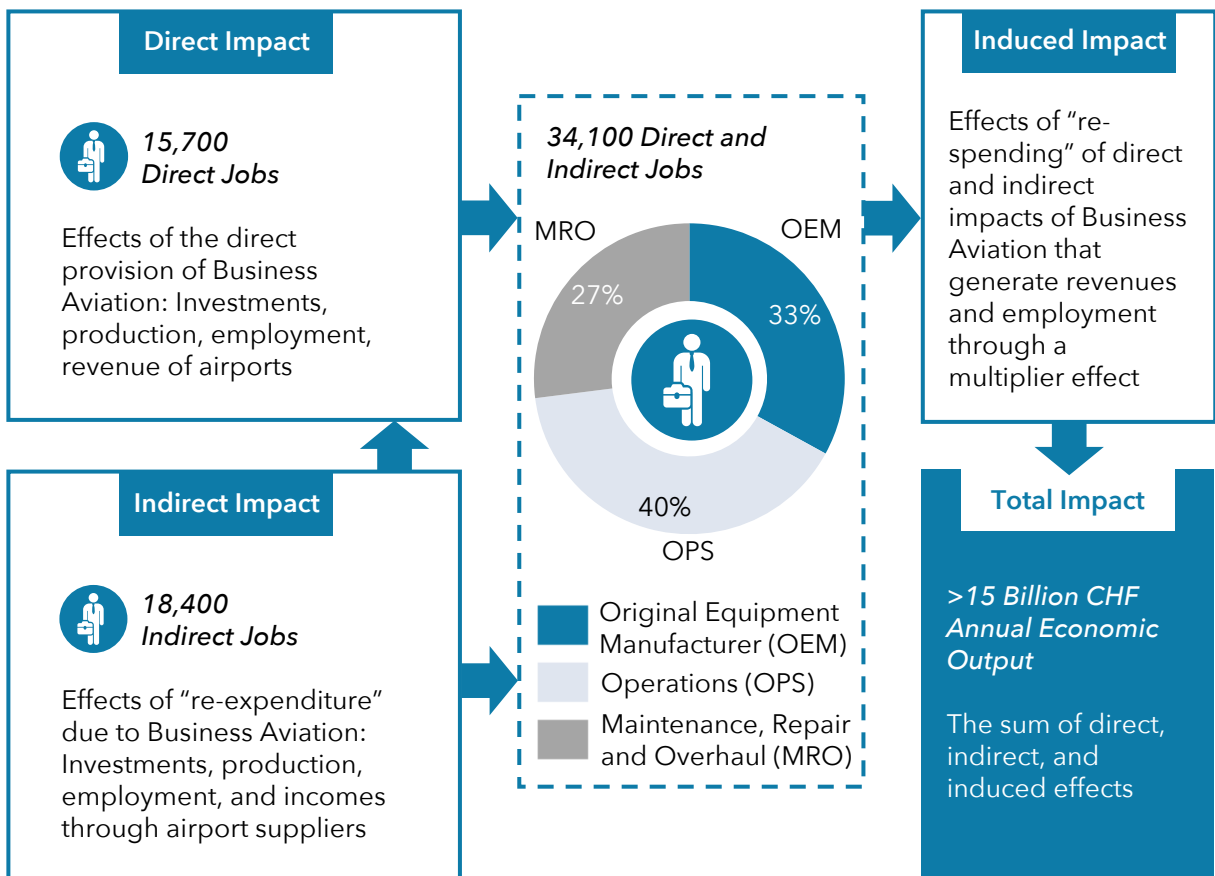 Direct Impact
15,700
Direct Jobs
Effects of the direct
provision of Business
Aviation: Investments,
production, employment,
revenue of airports
Indirect Impact
18,400
Indirect Jobs
Effects of “re-expenditure”
due to Business Aviation:
Investments, production,
employment, and incomes
through airport suppliers
34,100 Direct and
Indirect Jobs
MRO
OEM
27%
33%
40%
OPS
Original Equipment
Manufacturer (OEM)
Operations (OPS)
Maintenance, Repair
and Overhaul (MRO)
Induced Impact
Effects of “re-
spending” of direct
and indirect
impacts of Business
Aviation that
generate revenues
and employment
through a
multiplier effect
Total Impact
>15 Billion CHF
Annual Economic
Output
The sum of direct,
indirect, and
induced effects